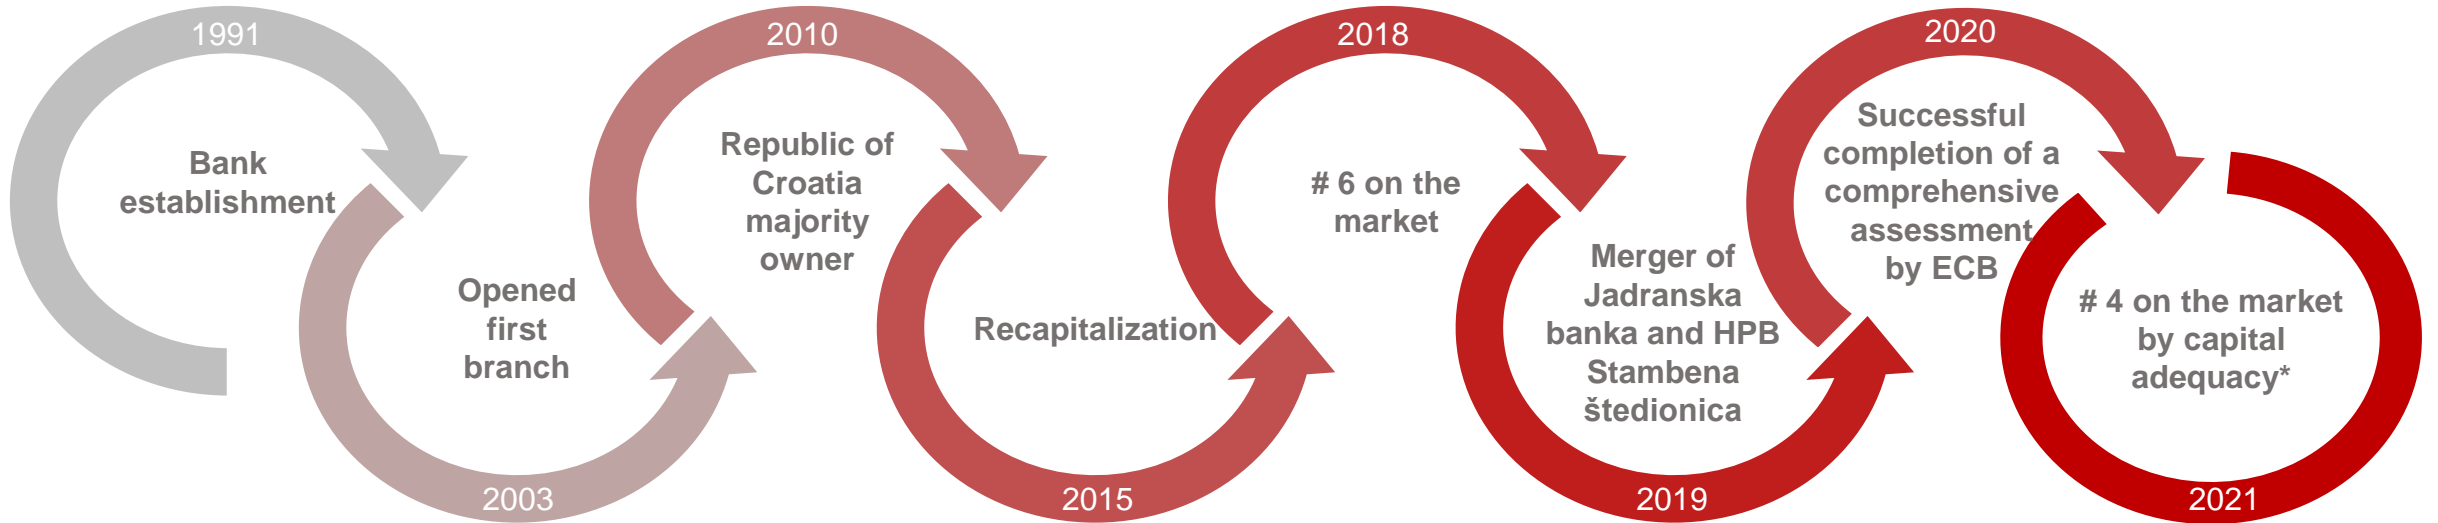 1991
Bank
establishment
2003
Opened
first
branch
2010
Republic of
Croatia
majority
owner
2015
Recapitalization
2018
# 6 on the
market
2019
Merger of
Jadranska
banka and HPB
Stambena
štedionica
2020
Successful
completion of a
comprehensive
assessment
by ECB
2021
# 4 on the market
by capital
adequacy*